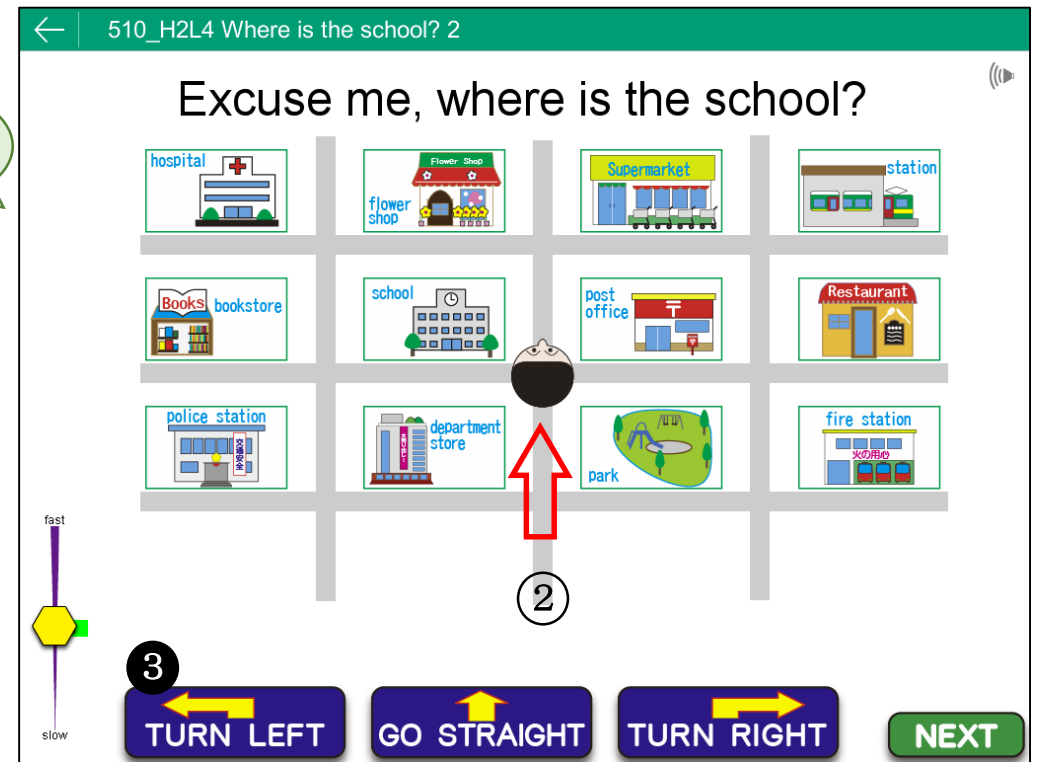 510_H2L4 Where is the school? 2
Excuse me, where is the school?
hospital
Flower Shop
flower
shop
Supermarket
station
Books
bookstore
school
post
office
〒
Restaurant
police station
交通安全
department
store
park
fire station
火の用心
fast
②
❸
slow
TURN LEFT
GO STRAIGHT
TURN RIGHT
NEXT